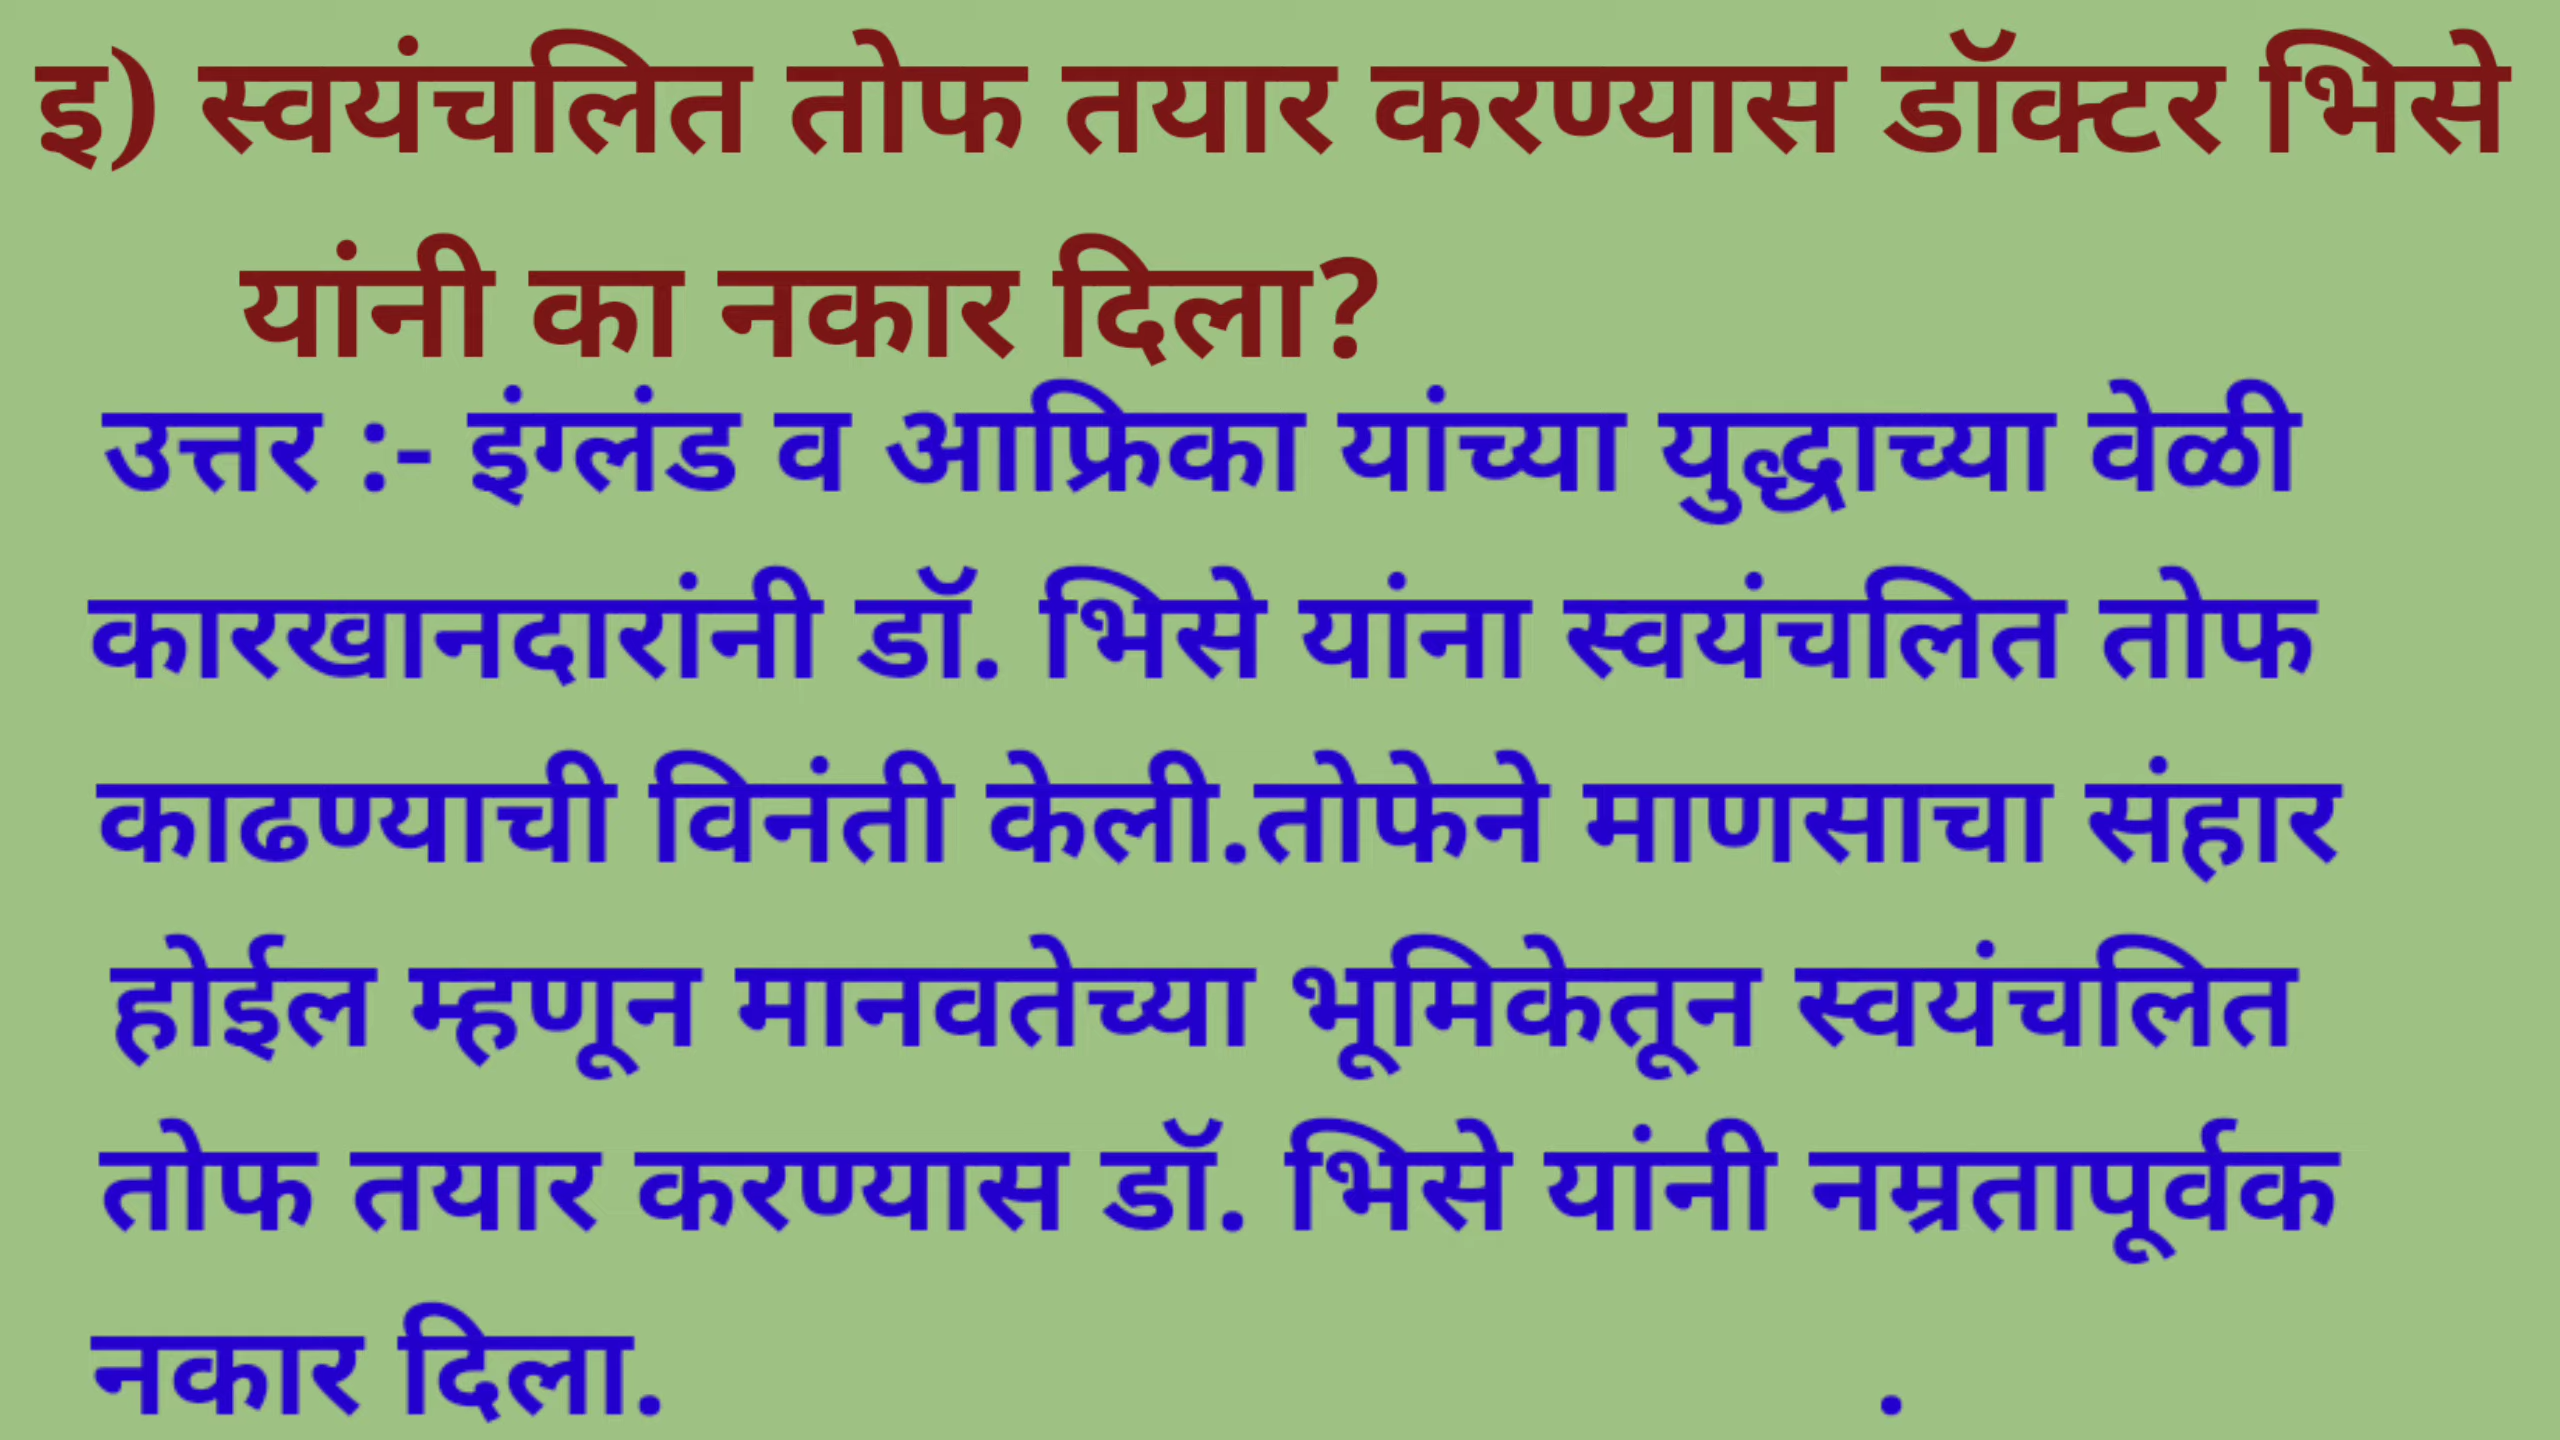 इ) स्वयंचलित तोफ तयार करण्यास डॉक्टर भिसे
यांनी का नकार दिला?
उत्तर :- इंग्लंड व आफ्रिका यांच्या युद्धाच्या वेळी
कारखानदारांनी डॉ. भिसे यांना स्वयंचलित तोफ
काढण्याची विनंती केली.तोफेने माणसाचा संहार
होईल म्हणून मानवतेच्या भूमिकेतून स्वयंचलित
तोफ तयार करण्यास डॉ. भिसे यांनी नम्रतापूर्वक
नकार दिला. .